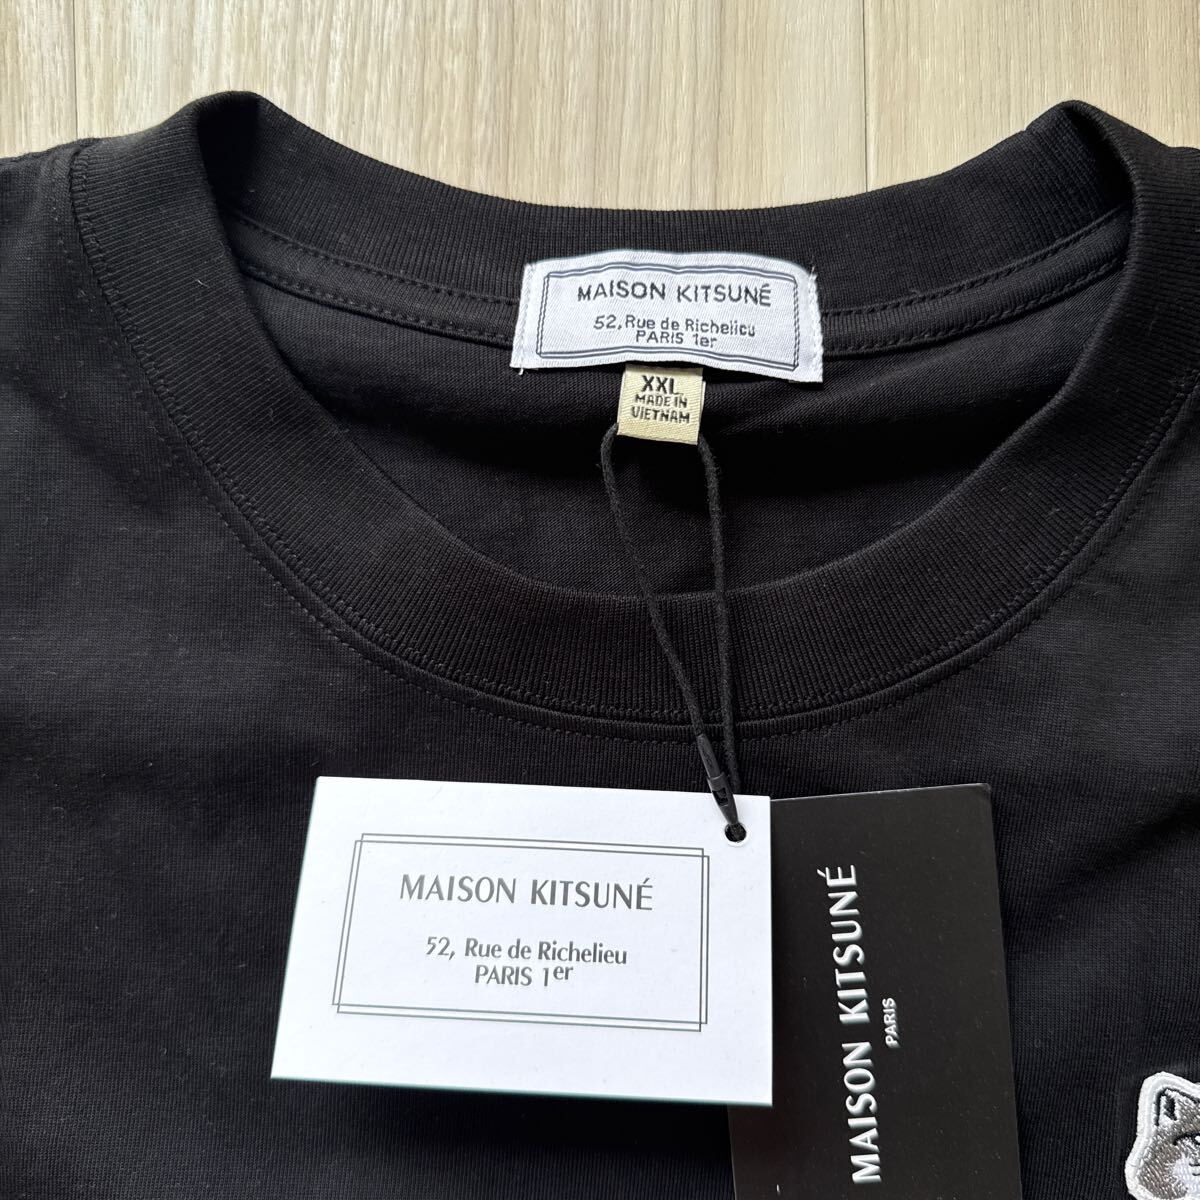 MAISON KITSUNÉ
52, Rue de Richelieu
PARIS 1er
XXL
MADE IN
VIETNAM
MAISON KITSUNÉ
52, Rue de Richelieu
PARIS 1er
MAISON KITSUNÉ
PARIS